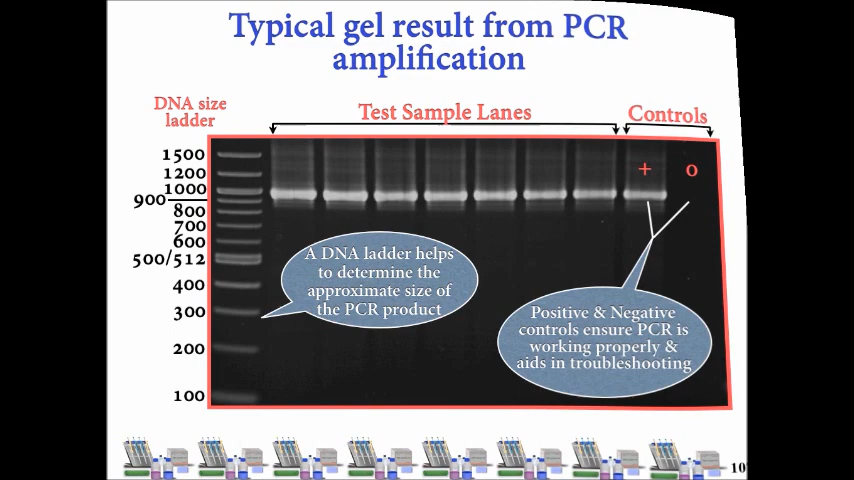 Typical gel result from PCR
amplification
DNA size
ladder
Test Sample Lanes
Controls
+
o
1500
1200
1000
900
800
700
600
500/512
400
300
200
100
A DNA ladder helps
to determine the
approximate size of
the PCR product
Positive & Negative
controls ensure PCR is
working properly &
aids in troubleshooting
10